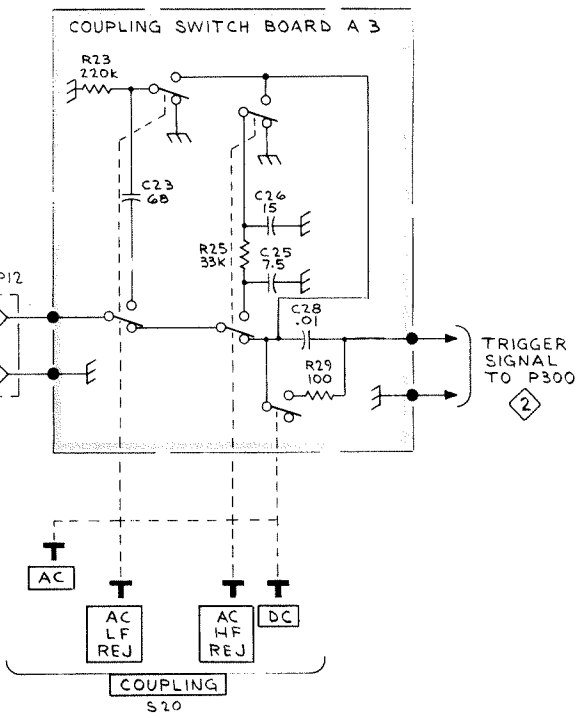 COUPLING SWITCH BOARD A3
R23
220K
C23
68
C26
15
R25
33K
C25
7.5
P12
C28
.01
R29
100
TRIGGER
SIGNAL
TO P300
2
AC
AC
LF
REJ
AC
HF
REJ
DC
COUPLING
S20